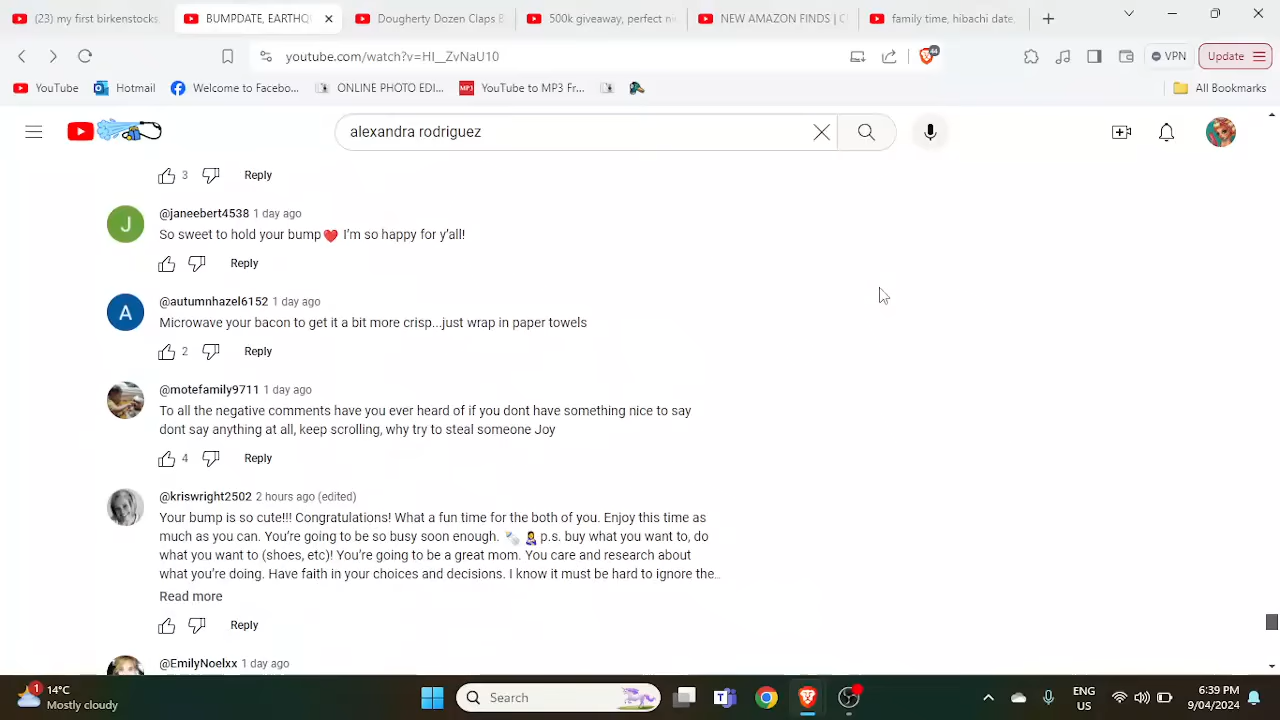 (23) my first birkenstocks,
BUMPDATE, EARTHQ
Dougherty Dozen Claps B
500k giveaway, perfect ni
NEW AMAZON FINDS | C
family time, hibachi date,
youtube.com/watch?v=HI__ZvNaU10
44
VPN
Update
YouTube
Hotmail
Welcome to Facebo...
ONLINE PHOTO EDI...
MP3 YouTube to MP3 Fr...
All Bookmarks
alexandra rodriguez
3 Reply
J @janeebert4538 1 day ago
So sweet to hold your bump❤️ I'm so happy for y'all!
Reply
A @autumnhazel6152 1 day ago
Microwave your bacon to get it a bit more crisp...just wrap in paper towels
2 Reply
@motefamily9711 1 day ago
To all the negative comments have you ever heard of if you dont have something nice to say
dont say anything at all, keep scrolling, why try to steal someone Joy
4 Reply
@kriswright2502 2 hours ago (edited)
Your bump is so cute!!! Congratulations! What a fun time for the both of you. Enjoy this time as
much as you can. You're going to be so busy soon enough. 🍼 🤱 p.s. buy what you want to, do
what you want to (shoes, etc)! You're going to be a great mom. You care and research about
what you're doing. Have faith in your choices and decisions. I know it must be hard to ignore the..
Read more
Reply
@EmilyNoelxx 1 day ago
1 14°C
Mostly cloudy
Search
ENG
US
6:39 PM